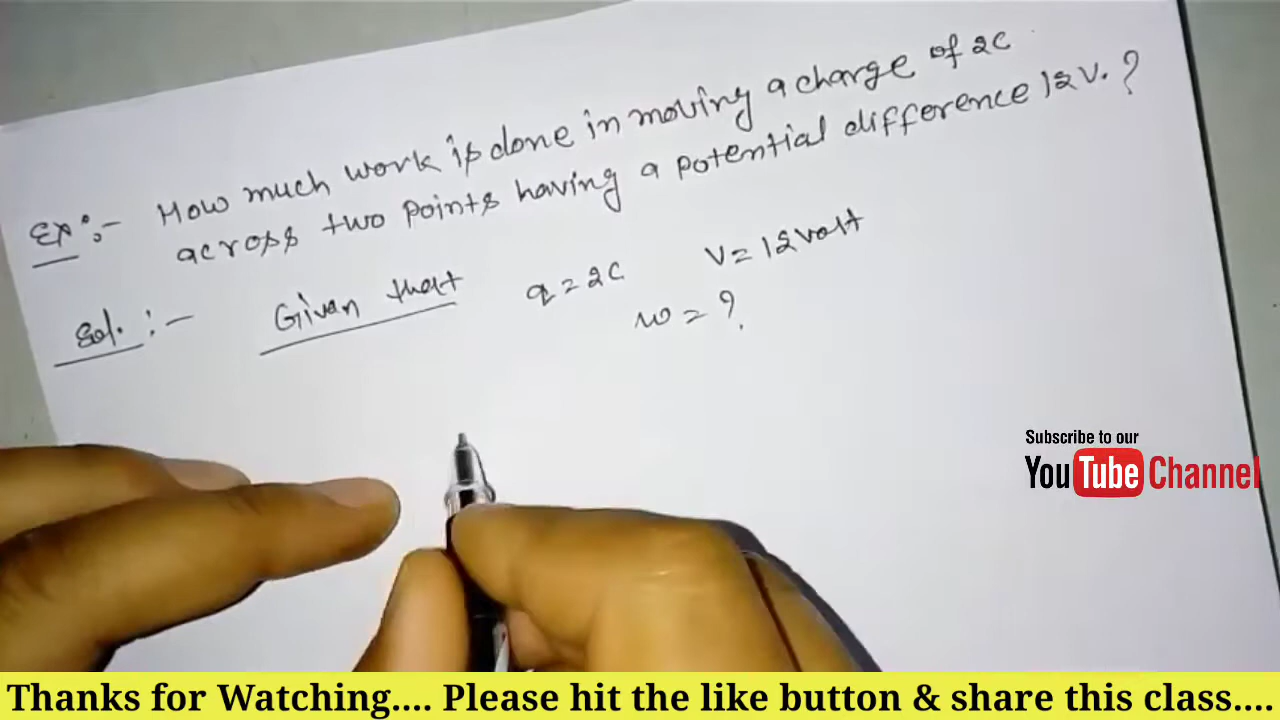 Ex:- How much work is done in moving a charge of 2C
across two points having a potential difference 12V.?
Sol. :- Given that q = 2C V = 12 volt
w = ?
Subscribe to our
YouTube Channel
Thanks for Watching.... Please hit the like button & share this class....